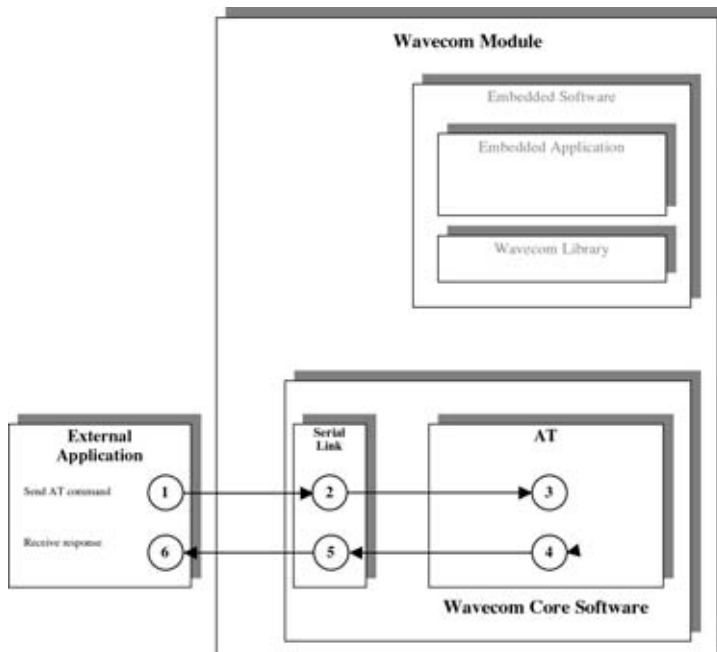 Wavecom Module
Embedded Software
Embedded Application
Wavecom Library
External
Application
Serial
Link
AT
Send AT command
1
2
3
Receive response
6
5
4
Wavecom Core Software